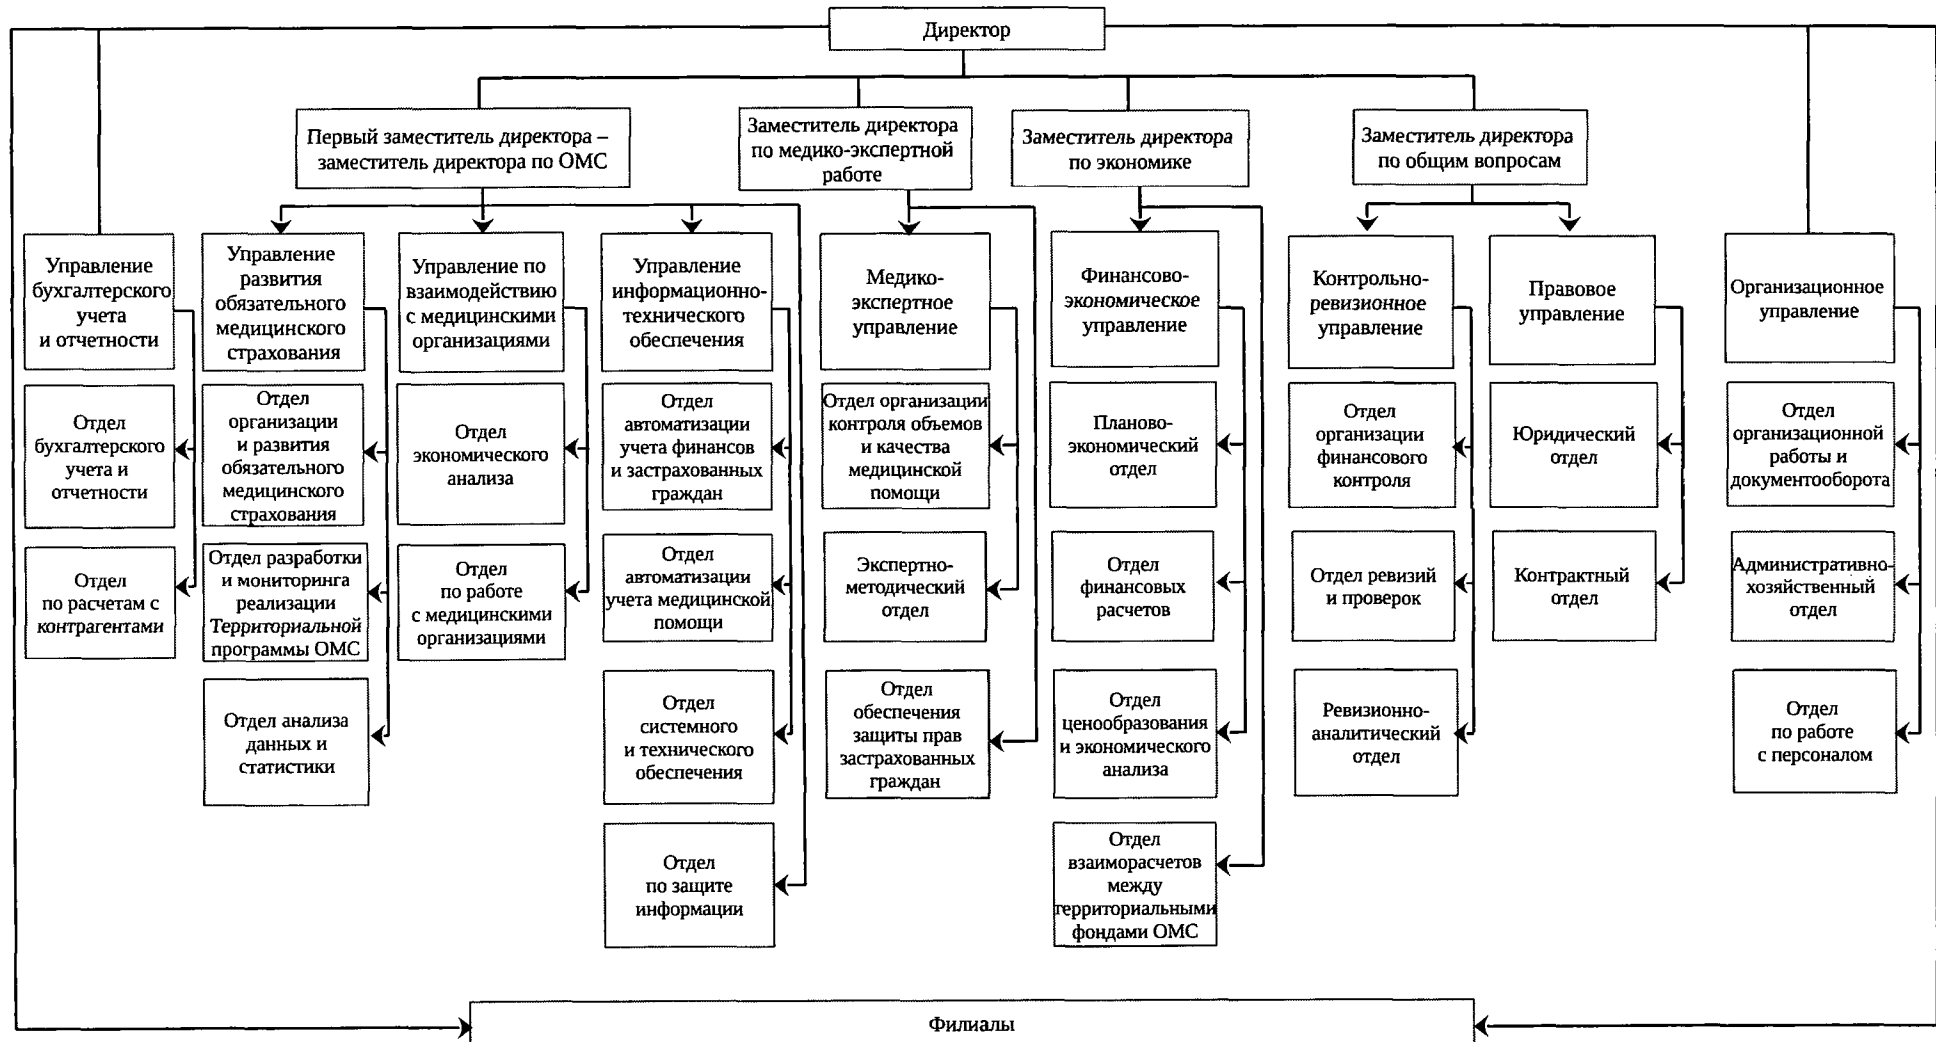 Директор
Первый заместитель директора –
заместитель директора по ОМС
Заместитель директора
по медико-экспертной
работе
Заместитель директора
по экономике
Заместитель директора
по общим вопросам
Управление
бухгалтерского
учета
и отчетности
Управление
развития
обязательного
медицинского
страхования
Управление по
взаимодействию
с медицинскими
организациями
Управление
информационно-
технического
обеспечения
Медико-
экспертное
управление
Финансово-
экономическое
управление
Контрольно-
ревизионное
управление
Правовое
управление
Организационное
управление
Отдел
бухгалтерского
учета и
отчетности
Отдел
организации
и развития
обязательного
медицинского
страхования
Отдел
экономического
анализа
Отдел
автоматизации
учета финансов
и застрахованных
граждан
Отдел организации
контроля объемов
и качества
медицинской
помощи
Планово-
экономический
отдел
Отдел
организации
финансового
контроля
Юридический
отдел
Отдел
организационной
работы и
документооборота
Отдел
по расчетам с
контрагентами
Отдел разработки
и мониторинга
реализации
Территориальной
программы ОМС
Отдел
по работе
с медицинскими
организациями
Отдел
автоматизации
учета медицинской
помощи
Экспертно-
методический
отдел
Отдел
финансовых
расчетов
Отдел ревизий
и проверок
Контрактный
отдел
Административно-
хозяйственный
отдел
Отдел анализа
данных и
статистики
Отдел
системного
и технического
обеспечения
Отдел
обеспечения
защиты прав
застрахованных
граждан
Отдел
ценообразования
и экономического
анализа
Ревизионно-
аналитический
отдел
Отдел
по работе
с персоналом
Отдел
по защите
информации
Отдел
взаиморасчетов
между
территориальными
фондами ОМС
Филиалы